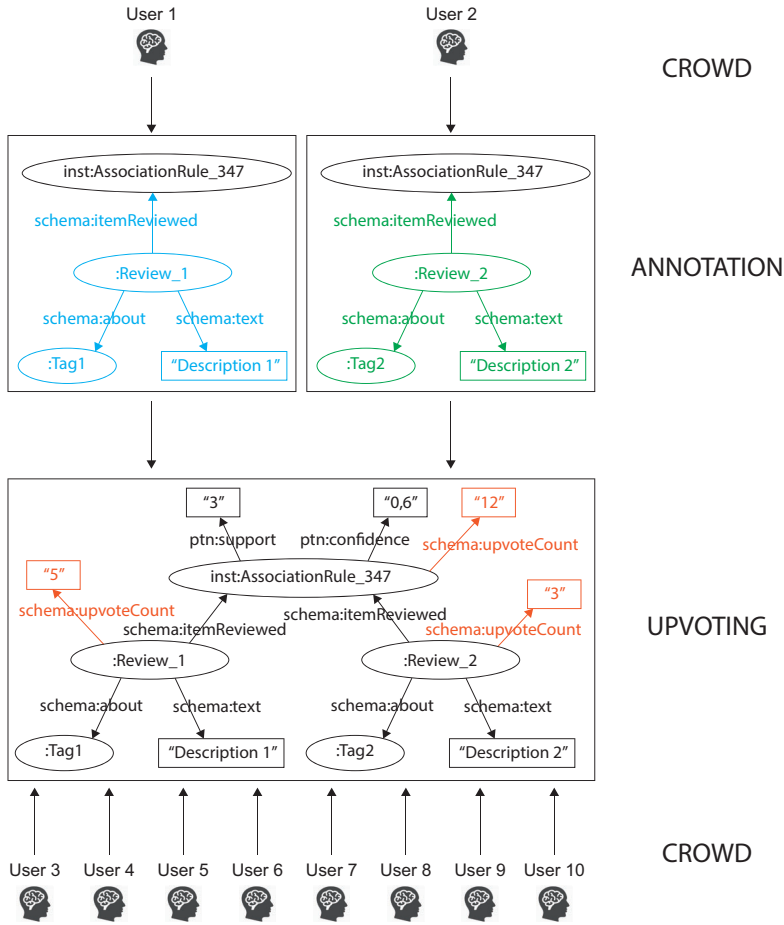 User 1
User 2
CROWD
inst:AssociationRule_347
inst:AssociationRule_347
schema:itemReviewed
schema:itemReviewed
:Review_1
:Review_2
ANNOTATION
schema:about
schema:text
schema:about
schema:text
:Tag1
“Description 1”
:Tag2
“Description 2”
“3”
“0,6”
“12”
ptn:support
ptn:confidence
schema:upvoteCount
“5”
inst:AssociationRule_347
“3”
schema:upvoteCount
schema:itemReviewed
schema:itemReviewed
schema:upvoteCount
UPVOTING
:Review_1
:Review_2
schema:about
schema:text
schema:about
schema:text
:Tag1
“Description 1”
:Tag2
“Description 2”
CROWD
User 3
User 4
User 5
User 6
User 7
User 8
User 9
User 10